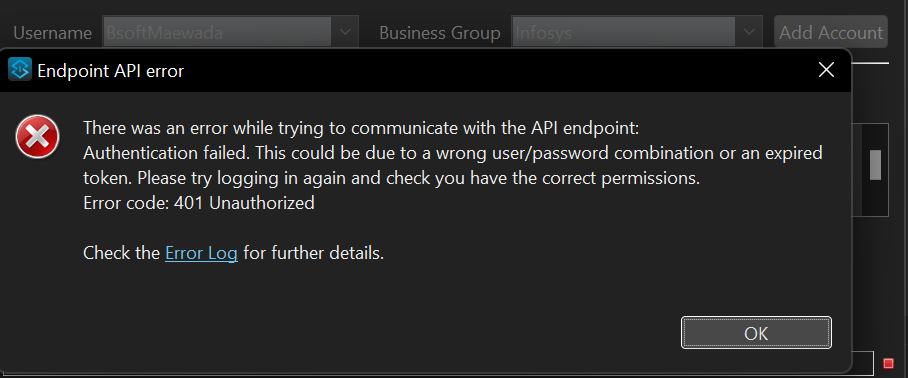 Username BsoftMaewada Business Group Infosys Add Account
Endpoint API error
There was an error while trying to communicate with the API endpoint:
Authentication failed. This could be due to a wrong user/password combination or an expired
token. Please try logging in again and check you have the correct permissions.
Error code: 401 Unauthorized
Check the Error Log for further details.
OK